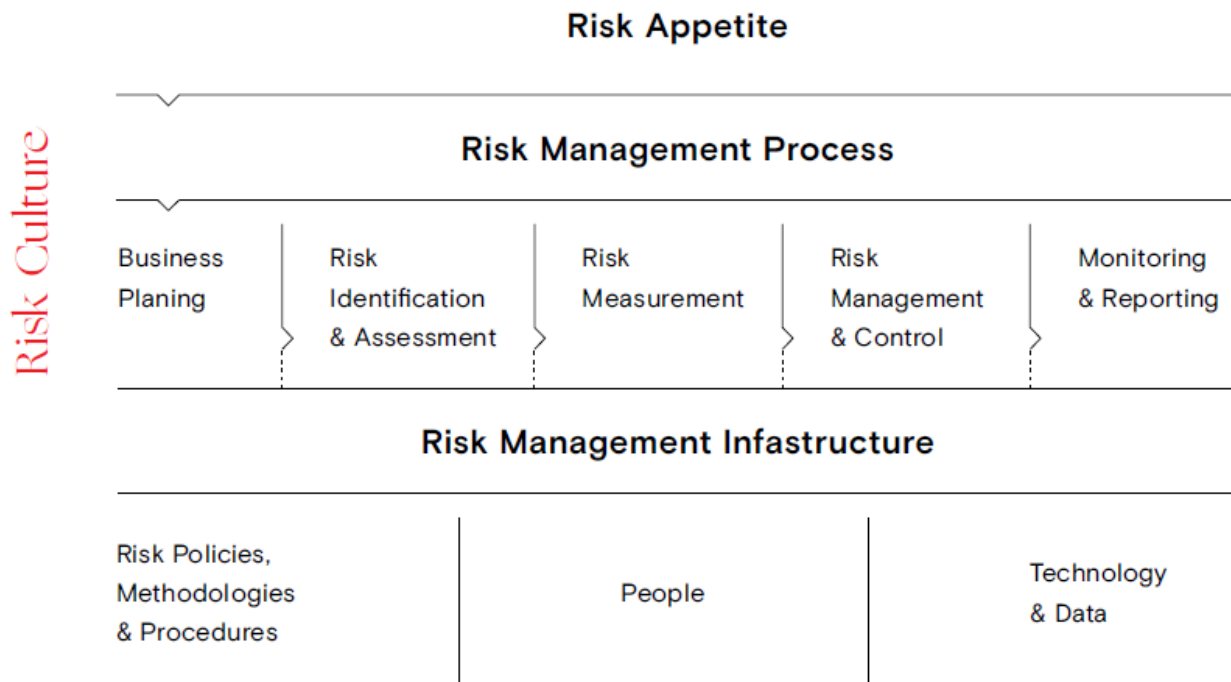 Risk Appetite
Risk Culture
Risk Management Process
Business
Planing
Risk
Identification
& Assessment
Risk
Measurement
Risk
Management
& Control
Monitoring
& Reporting
Risk Management Infastructure
Risk Policies,
Methodologies
& Procedures
People
Technology
& Data